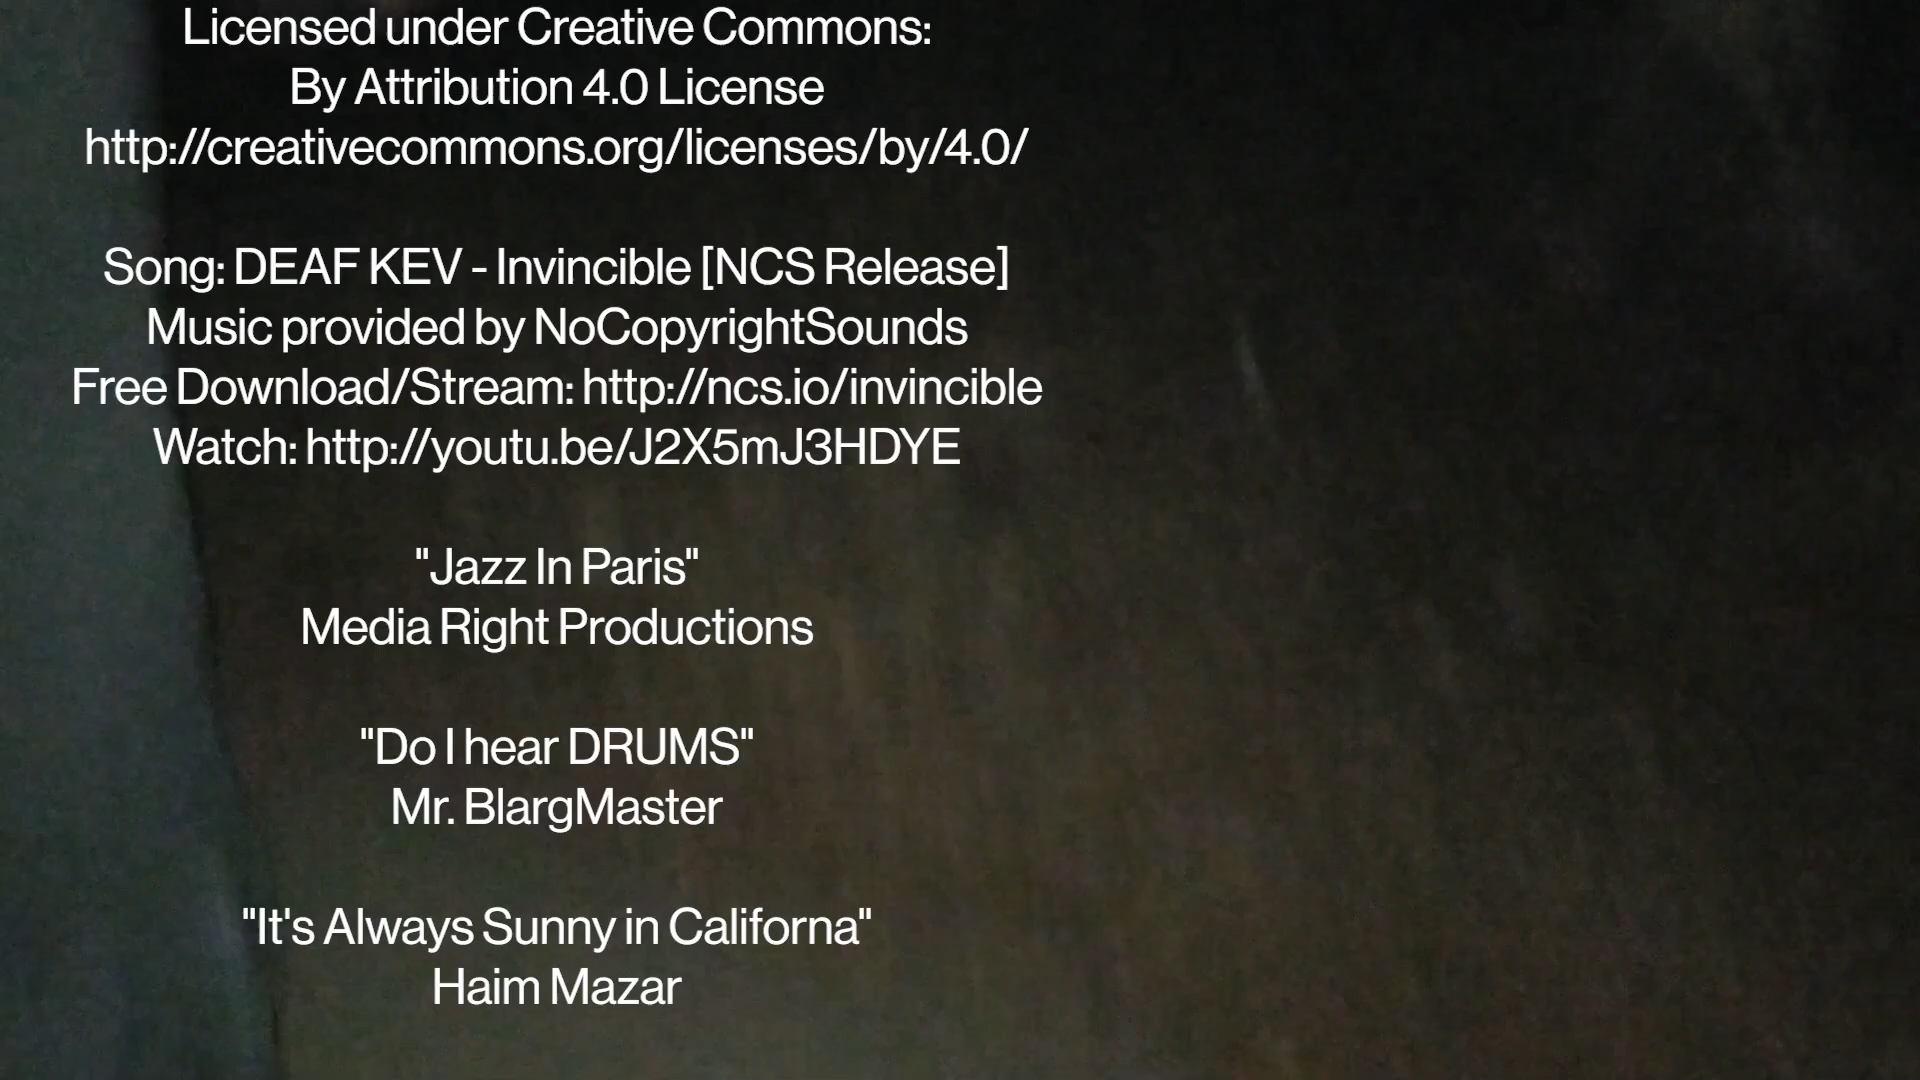 Licensed under Creative Commons:
By Attribution 4.0 License
http://creativecommons.org/licenses/by/4.0/
Song: DEAF KEV - Invincible [NCS Release]
Music provided by NoCopyrightSounds
Free Download/Stream: http://ncs.io/invincible
Watch: http://youtu.be/J2X5mJ3HDYE
"Jazz In Paris"
Media Right Productions
"Do I hear DRUMS"
Mr. BlargMaster
"It's Always Sunny in Californa"
Haim Mazar